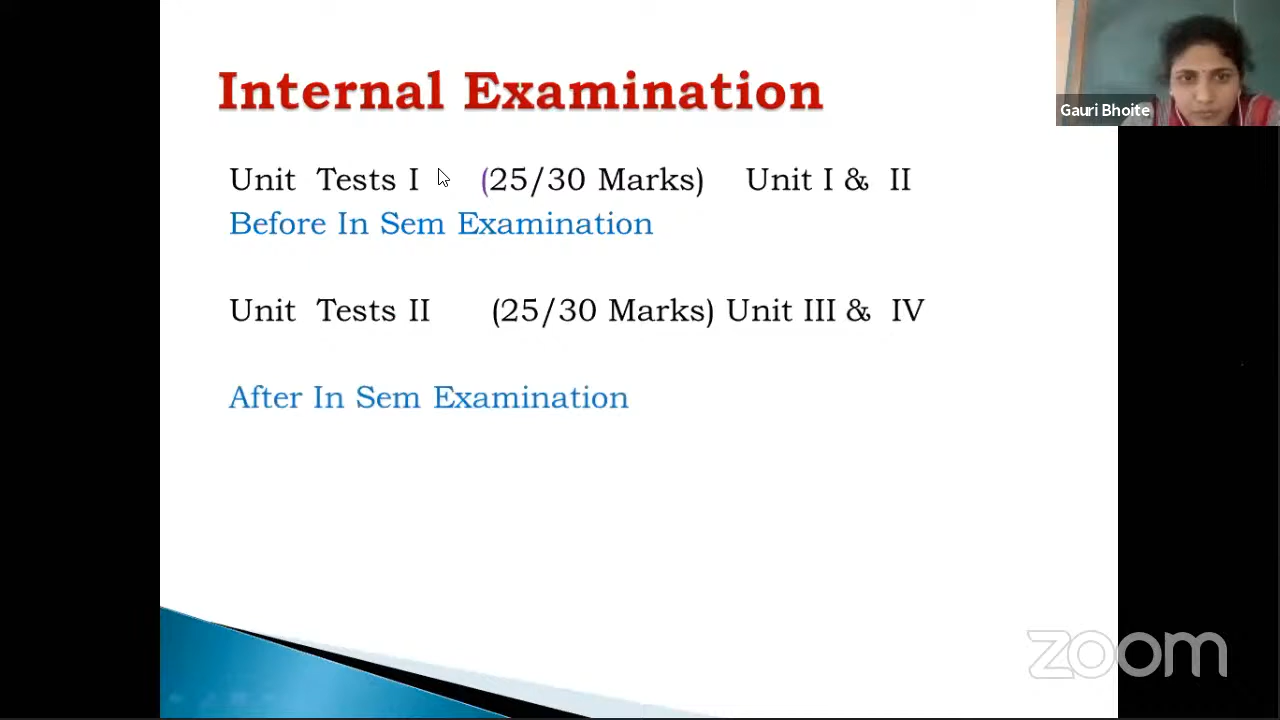 Internal Examination
Gauri Bhoite
Unit Tests I (25/30 Marks) Unit I & II
Before In Sem Examination
Unit Tests II (25/30 Marks) Unit III & IV
After In Sem Examination
zoom